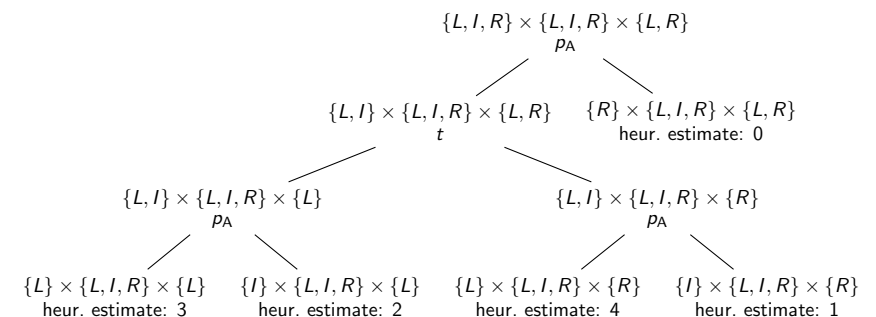 {L, I, R} × {L, I, R} × {L, R}
pA
{L, I} × {L, I, R} × {L, R}
t
{R} × {L, I, R} × {L, R}
heur. estimate: 0
{L, I} × {L, I, R} × {L}
pA
{L, I} × {L, I, R} × {R}
pA
{L} × {L, I, R} × {L}
heur. estimate: 3
{I} × {L, I, R} × {L}
heur. estimate: 2
{L} × {L, I, R} × {R}
heur. estimate: 4
{I} × {L, I, R} × {R}
heur. estimate: 1